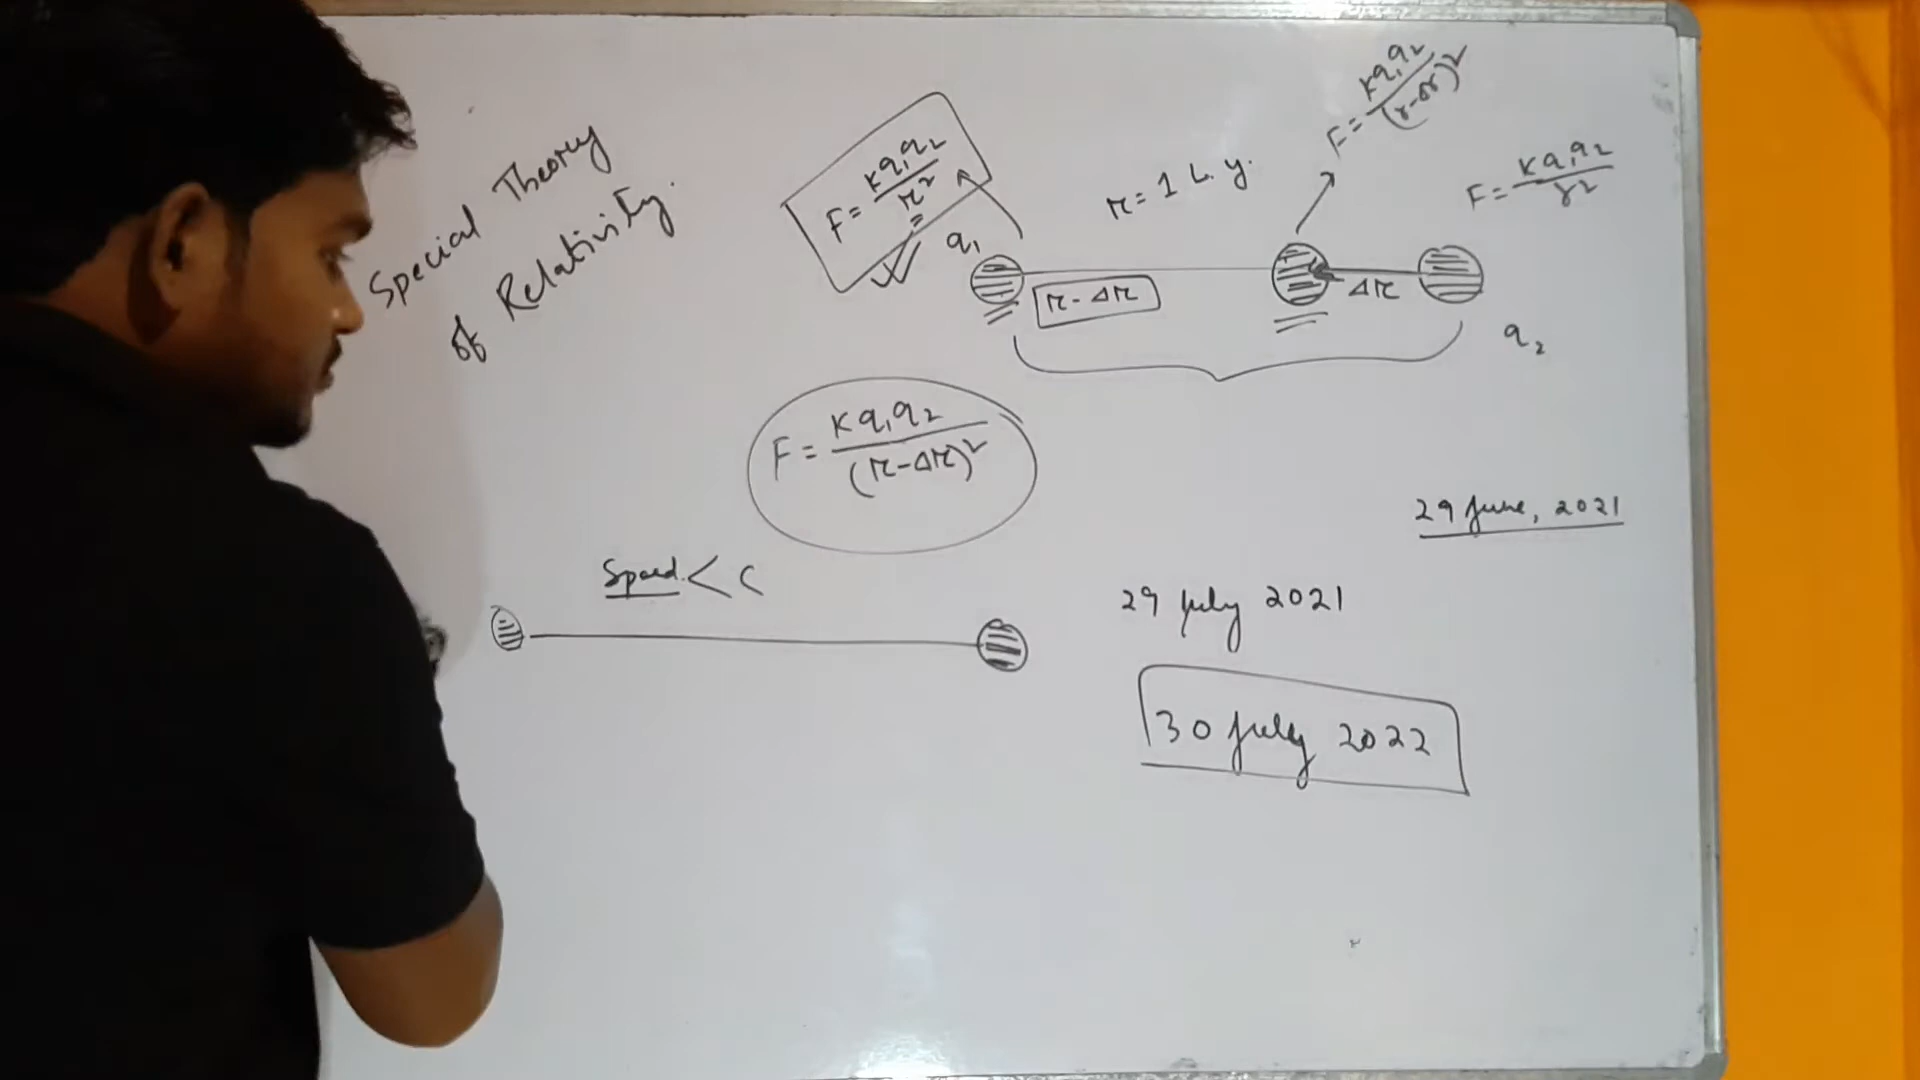 Special Theory
of Relativity.
F = Kq₁q₂/r²
=
q₁
r = 1 L.y.
F = Kq₁q₂/(r-Δr)²
F = Kq₁q₂/r²
r - Δr
Δr
q₂
F = Kq₁q₂/(r-Δr)²
29 June, 2021
Speed < C
29 July 2021
30 July 2022